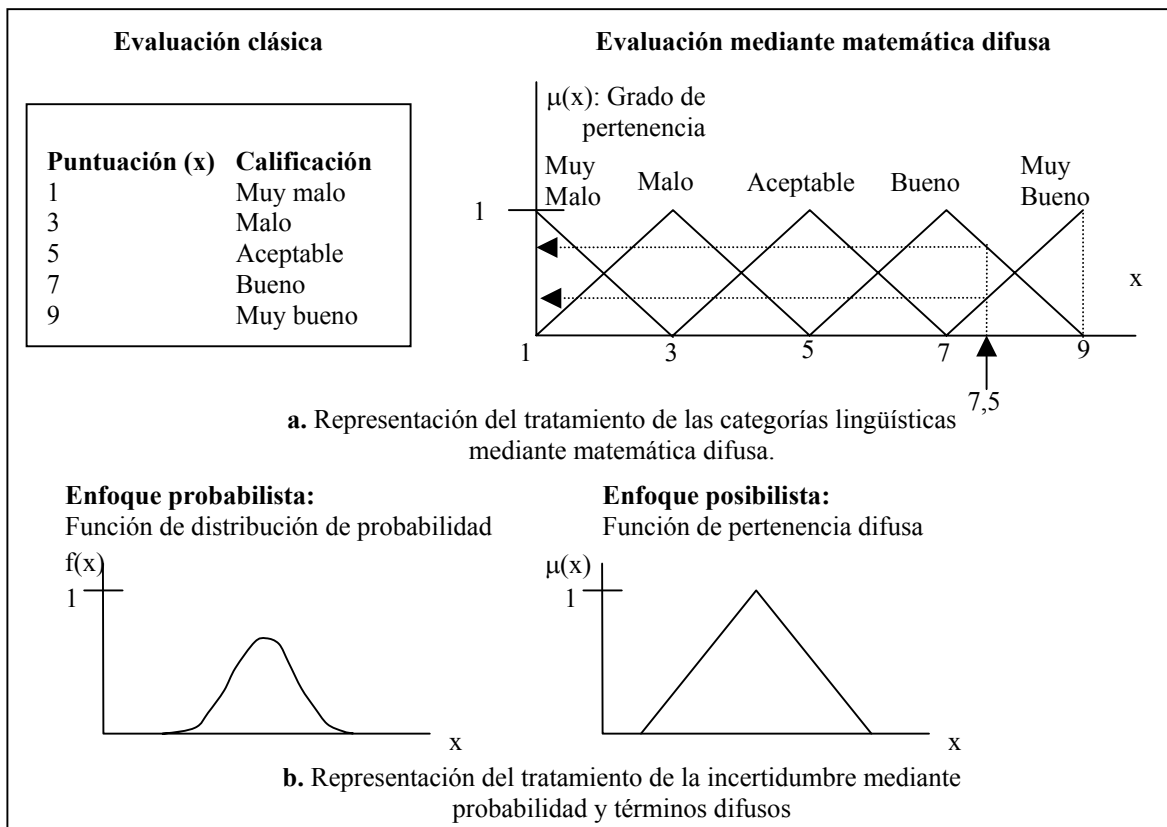 Evaluación clásica
Puntuación (x) Calificación
1 Muy malo
3 Malo
5 Aceptable
7 Bueno
9 Muy bueno
Evaluación mediante matemática difusa
μ(x): Grado de
pertenencia
Muy
Malo
Malo
Aceptable
Bueno
Muy
Bueno
1
x
1 3 5 7 9
7,5
a. Representación del tratamiento de las categorías lingüísticas
mediante matemática difusa.
Enfoque probabilista:
Función de distribución de probabilidad
f(x)
1
x
Enfoque posibilista:
Función de pertenencia difusa
μ(x)
1
x
b. Representación del tratamiento de la incertidumbre mediante
probabilidad y términos difusos